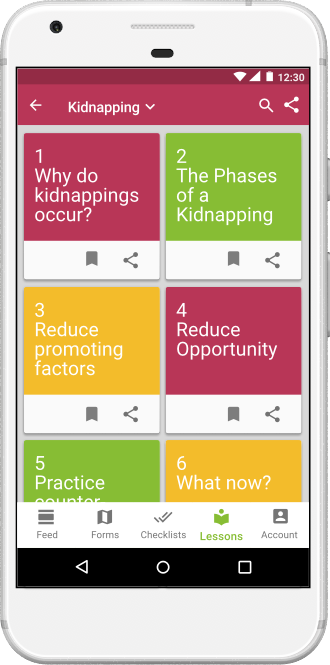 12:30
Kidnapping
1
Why do
kidnappings
occur?
2
The Phases
of a
Kidnapping
3
Reduce
promoting
factors
4
Reduce
Opportunity
5
Practice
counter
6
What now?
Feed
Forms
Checklists
Lessons
Account